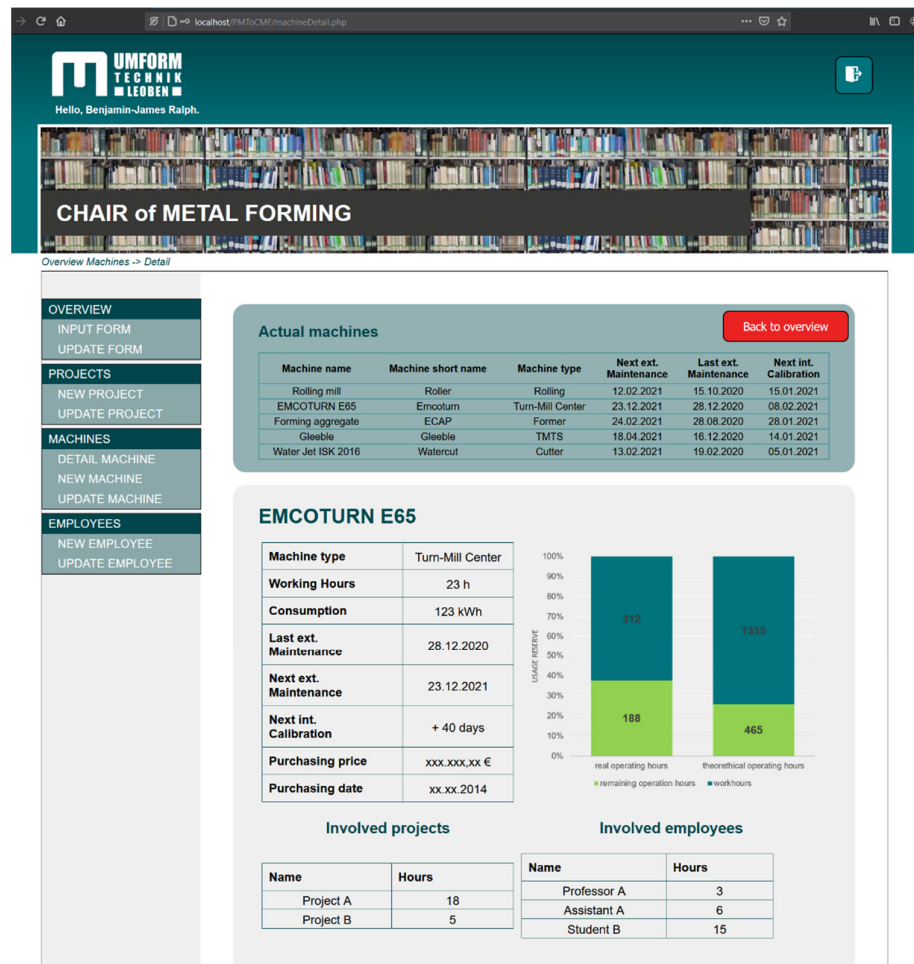 localhost/PMToCMF/machineDetail.php
UMFORM
TECHNIK
LEOBEN
Hello, Benjamin-James Ralph.
CHAIR of METAL FORMING
Overview Machines -> Detail
OVERVIEW
INPUT FORM
UPDATE FORM
PROJECTS
NEW PROJECT
UPDATE PROJECT
MACHINES
DETAIL MACHINE
NEW MACHINE
UPDATE MACHINE
EMPLOYEES
NEW EMPLOYEE
UPDATE EMPLOYEE
Actual machines
Back to overview
Machine name Machine short name Machine type Next ext. Maintenance Last ext. Maintenance Next int. Calibration
Rolling mill Roller Rolling 12.02.2021 15.10.2020 15.01.2021
EMCOTURN E65 Emcoturn Turn-Mill Center 23.12.2021 28.12.2020 08.02.2021
Forming aggregate ECAP Former 24.02.2021 28.08.2020 28.01.2021
Gleeble Gleeble TMTS 18.04.2021 16.12.2020 14.01.2021
Water Jet ISK 2016 Watercut Cutter 13.02.2021 19.02.2020 05.01.2021
EMCOTURN E65
Machine type Turn-Mill Center
Working Hours 23 h
Consumption 123 kWh
Last ext.
Maintenance 28.12.2020
Next ext.
Maintenance 23.12.2021
Next int.
Calibration + 40 days
Purchasing price xxx.xxx,xx €
Purchasing date xx.xx.2014
USAGE RESERVE
100%
90%
80%
70%
60%
50%
40%
30%
20%
10%
0%
312
1335
188
465
real operating hours theorethical operating hours
remaining operation hours workhours
Involved projects
Name Hours
Project A 18
Project B 5
Involved employees
Name Hours
Professor A 3
Assistant A 6
Student B 15